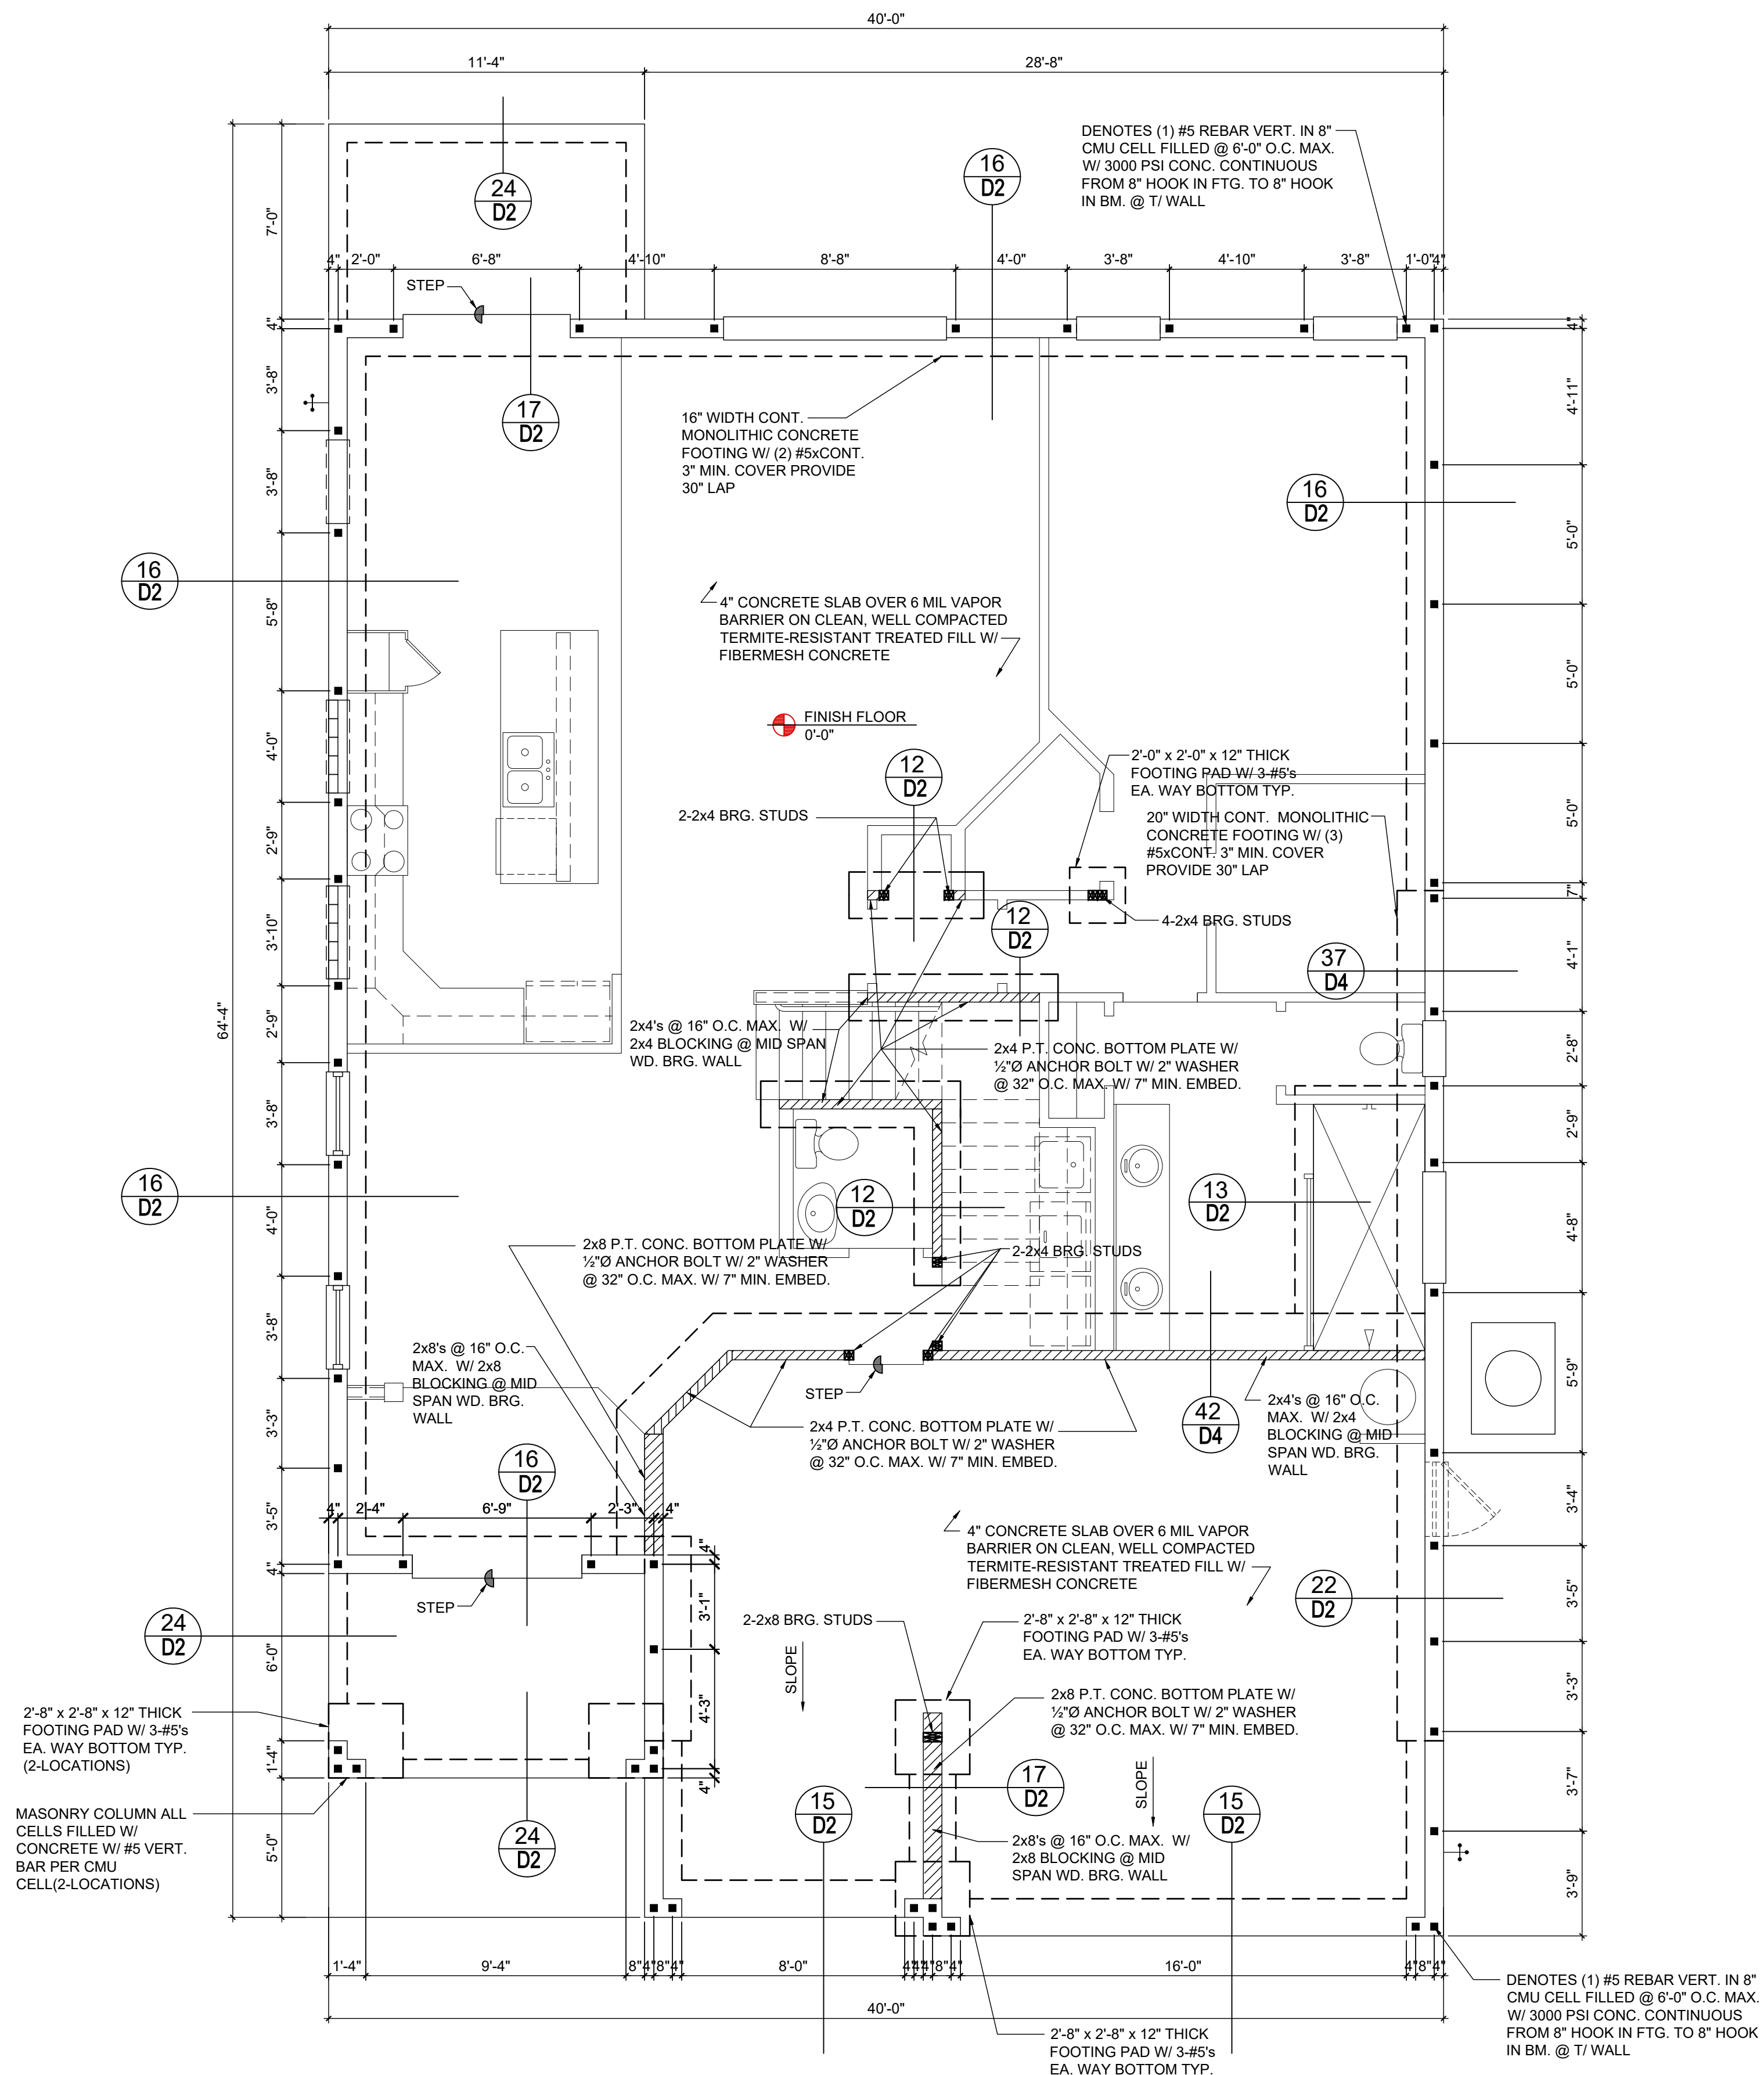 40'-0"
11'-4"
28'-8"
DENOTES (1) #5 REBAR VERT. IN 8"
CMU CELL FILLED @ 6'-0" O.C. MAX.
W/ 3000 PSI CONC. CONTINUOUS
FROM 8" HOOK IN FTG. TO 8" HOOK
IN BM. @ T/ WALL
16
D2
24
D2
7'-0"
4"
2'-0"
6'-8"
4'-10"
8'-8"
4'-0"
3'-8"
4'-10"
3'-8"
1'-0"
4"
STEP
4"
3'-8"
3'-8"
5'-8"
4'-0"
2'-9"
3'-10"
2'-9"
3'-8"
4'-0"
3'-8"
3'-3"
3'-5"
4"
6'-0"
1'-4"
5'-0"
64'-4"
4"
4'-11"
5'-0"
5'-0"
5'-0"
7"
4'-1"
2'-8"
2'-9"
4'-8"
5'-9"
3'-4"
3'-5"
3'-3"
3'-7"
3'-9"
17
D2
16" WIDTH CONT.
MONOLITHIC CONCRETE
FOOTING W/ (2) #5xCONT.
3" MIN. COVER PROVIDE
30" LAP
16
D2
16
D2
4" CONCRETE SLAB OVER 6 MIL VAPOR
BARRIER ON CLEAN, WELL COMPACTED
TERMITE-RESISTANT TREATED FILL W/
FIBERMESH CONCRETE
FINISH FLOOR
0'-0"
12
D2
2'-0" x 2'-0" x 12" THICK
FOOTING PAD W/ 3-#5's
EA. WAY BOTTOM TYP.
2-2x4 BRG. STUDS
20" WIDTH CONT. MONOLITHIC
CONCRETE FOOTING W/ (3)
#5xCONT. 3" MIN. COVER
PROVIDE 30" LAP
4-2x4 BRG. STUDS
12
D2
37
D4
2x4's @ 16" O.C. MAX. W/
2x4 BLOCKING @ MID SPAN
WD. BRG. WALL
2x4 P.T. CONC. BOTTOM PLATE W/
½"Ø ANCHOR BOLT W/ 2" WASHER
@ 32" O.C. MAX. W/ 7" MIN. EMBED.
16
D2
12
D2
13
D2
2x8 P.T. CONC. BOTTOM PLATE W/
½"Ø ANCHOR BOLT W/ 2" WASHER
@ 32" O.C. MAX. W/ 7" MIN. EMBED.
2-2x4 BRG. STUDS
2x8's @ 16" O.C.
MAX. W/ 2x8
BLOCKING @ MID
SPAN WD. BRG.
WALL
STEP
2x4 P.T. CONC. BOTTOM PLATE W/
½"Ø ANCHOR BOLT W/ 2" WASHER
@ 32" O.C. MAX. W/ 7" MIN. EMBED.
42
D4
2x4's @ 16" O.C.
MAX. W/ 2x4
BLOCKING @ MID
SPAN WD. BRG.
WALL
16
D2
4"
2'-4"
6'-9"
2'-3"
4"
4"
3'-1"
4'-3"
4"
STEP
4" CONCRETE SLAB OVER 6 MIL VAPOR
BARRIER ON CLEAN, WELL COMPACTED
TERMITE-RESISTANT TREATED FILL W/
FIBERMESH CONCRETE
24
D2
22
D2
2-2x8 BRG. STUDS
2'-8" x 2'-8" x 12" THICK
FOOTING PAD W/ 3-#5's
EA. WAY BOTTOM TYP.
SLOPE
2x8 P.T. CONC. BOTTOM PLATE W/
½"Ø ANCHOR BOLT W/ 2" WASHER
@ 32" O.C. MAX. W/ 7" MIN. EMBED.
2'-8" x 2'-8" x 12" THICK
FOOTING PAD W/ 3-#5's
EA. WAY BOTTOM TYP.
(2-LOCATIONS)
SLOPE
17
D2
15
D2
15
D2
MASONRY COLUMN ALL
CELLS FILLED W/
CONCRETE W/ #5 VERT.
BAR PER CMU
CELL(2-LOCATIONS)
24
D2
2x8's @ 16" O.C. MAX. W/
2x8 BLOCKING @ MID
SPAN WD. BRG. WALL
1'-4"
9'-4"
8"
4"
8"
4"
8'-0"
4"
4"
4"
8"
4"
16'-0"
4"
8"
4"
40'-0"
DENOTES (1) #5 REBAR VERT. IN 8"
CMU CELL FILLED @ 6'-0" O.C. MAX.
W/ 3000 PSI CONC. CONTINUOUS
FROM 8" HOOK IN FTG. TO 8" HOOK
IN BM. @ T/ WALL
2'-8" x 2'-8" x 12" THICK
FOOTING PAD W/ 3-#5's
EA. WAY BOTTOM TYP.